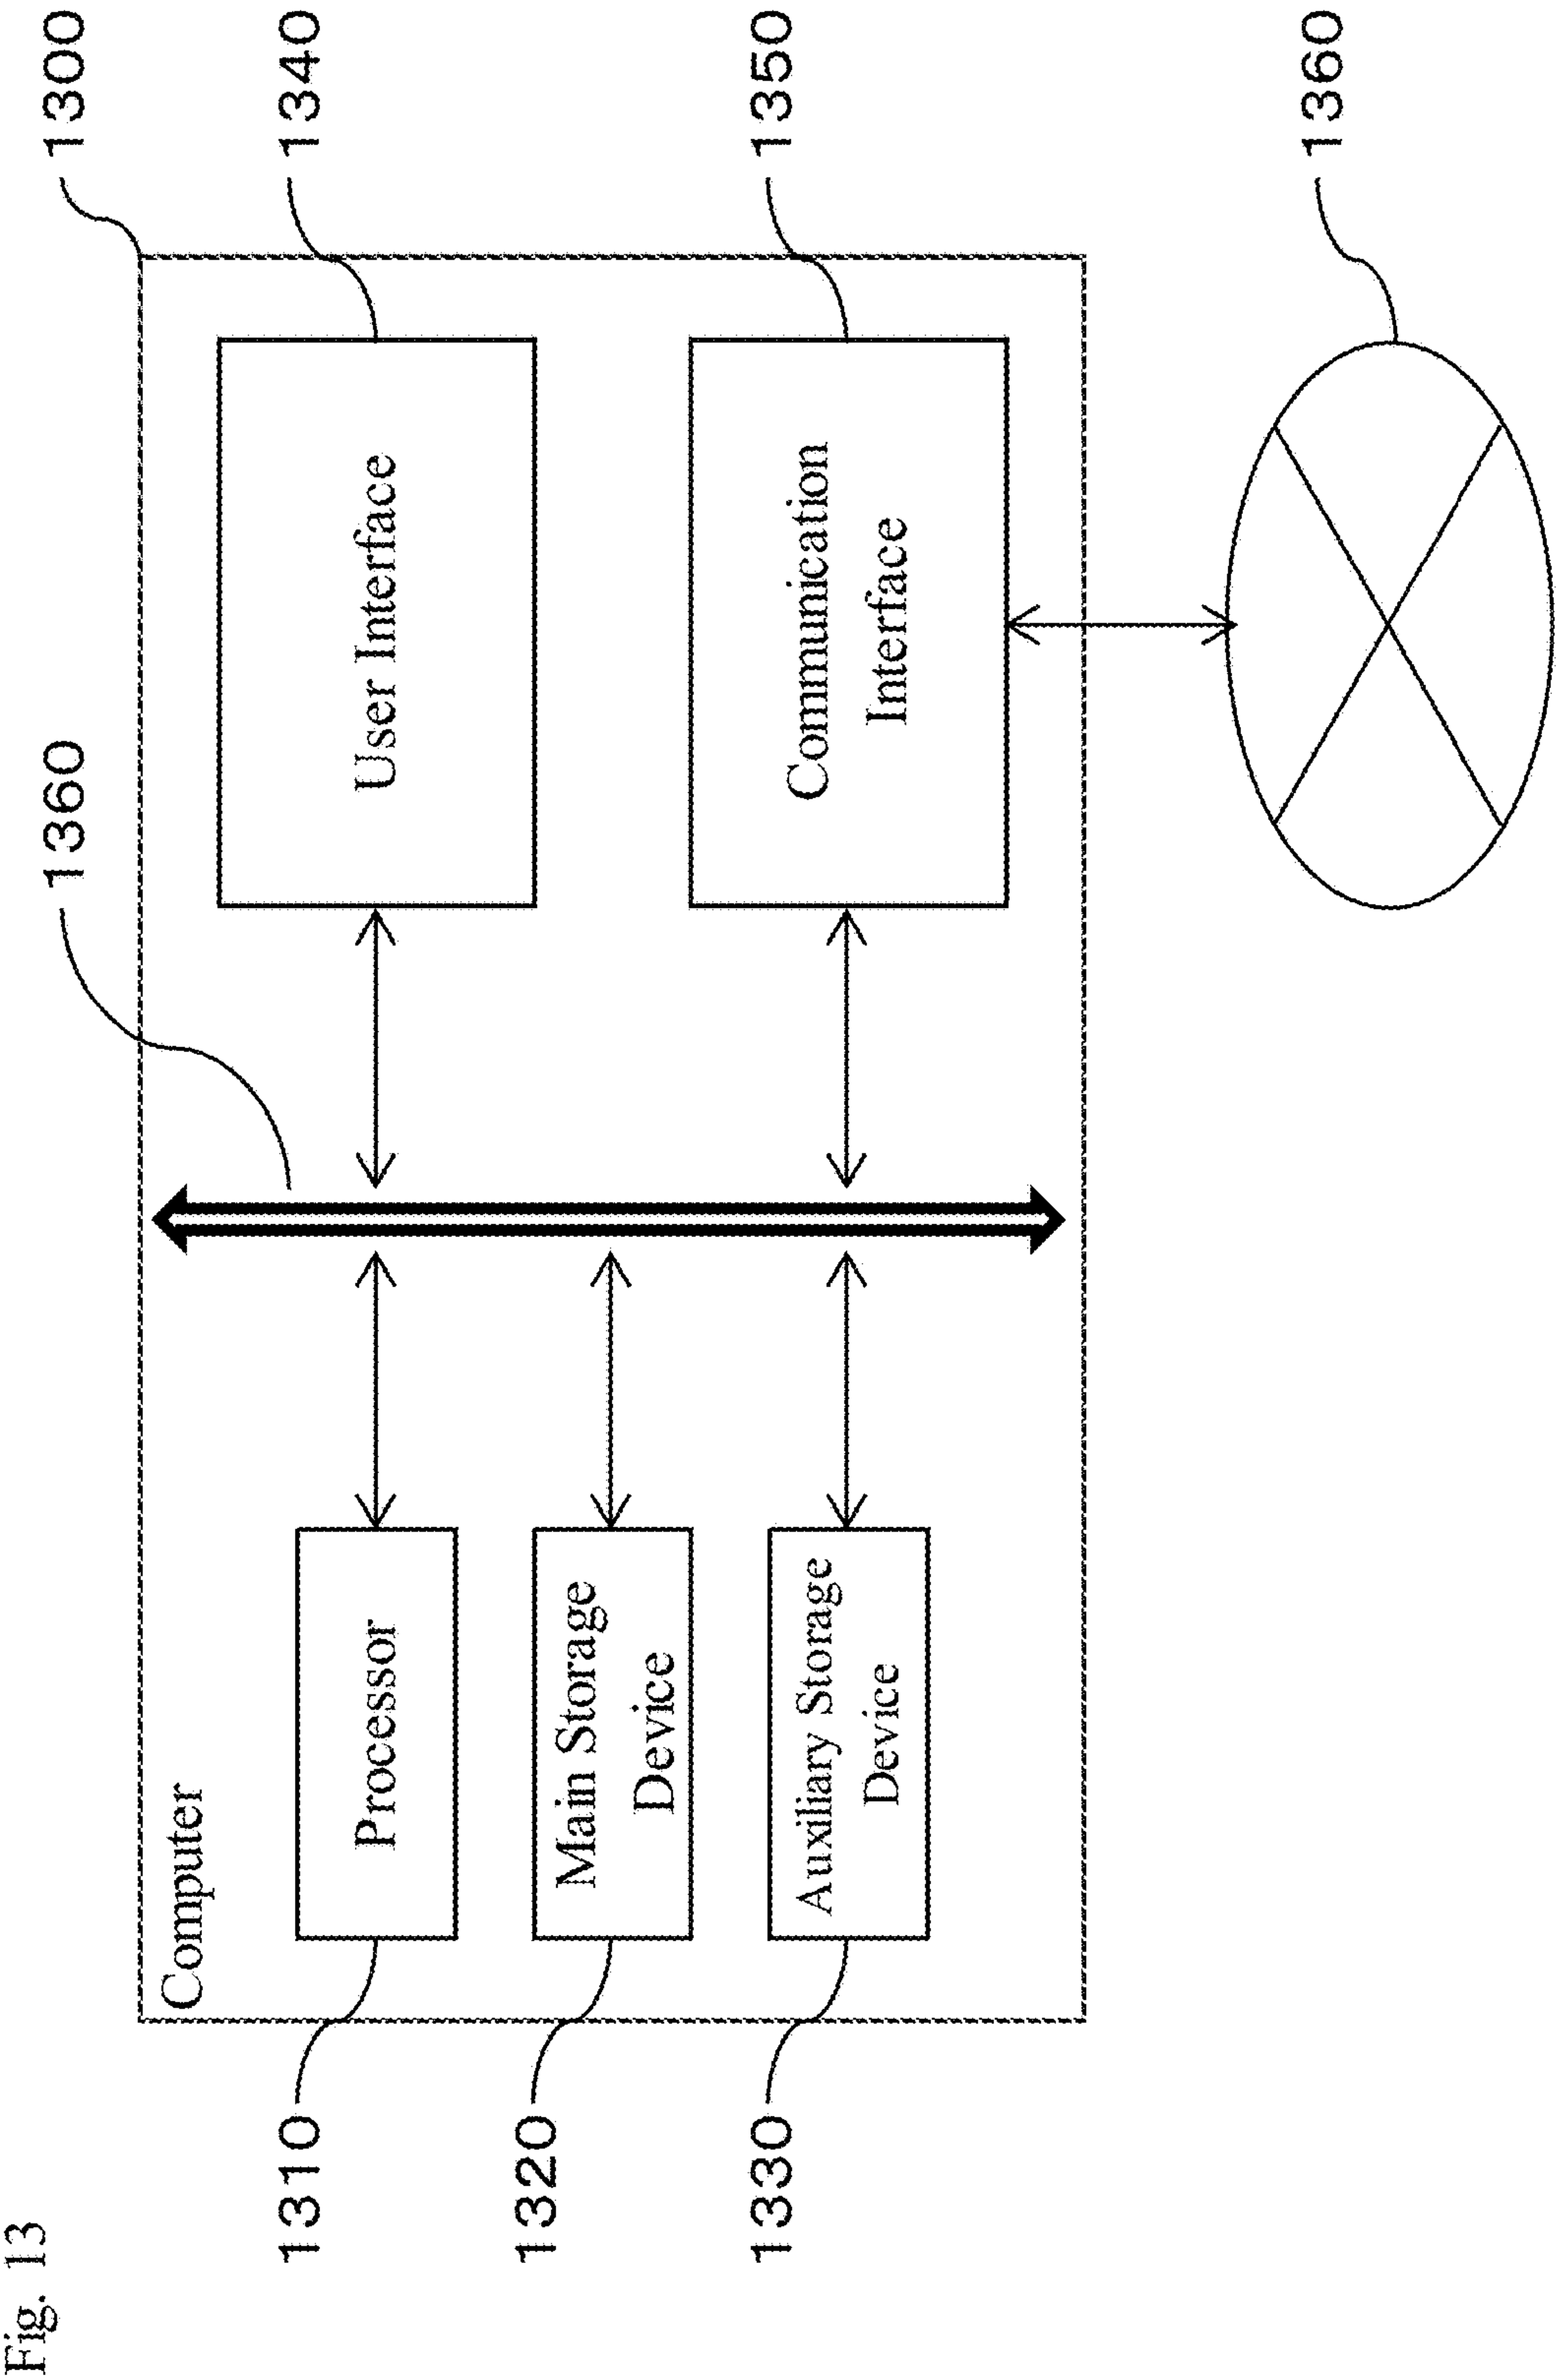 Fig. 13
1300
1360
Computer
1310
Processor
User Interface
1340
1320
Main Storage
Device
1330
Auxiliary Storage
Device
Communication
Interface
1350
1360